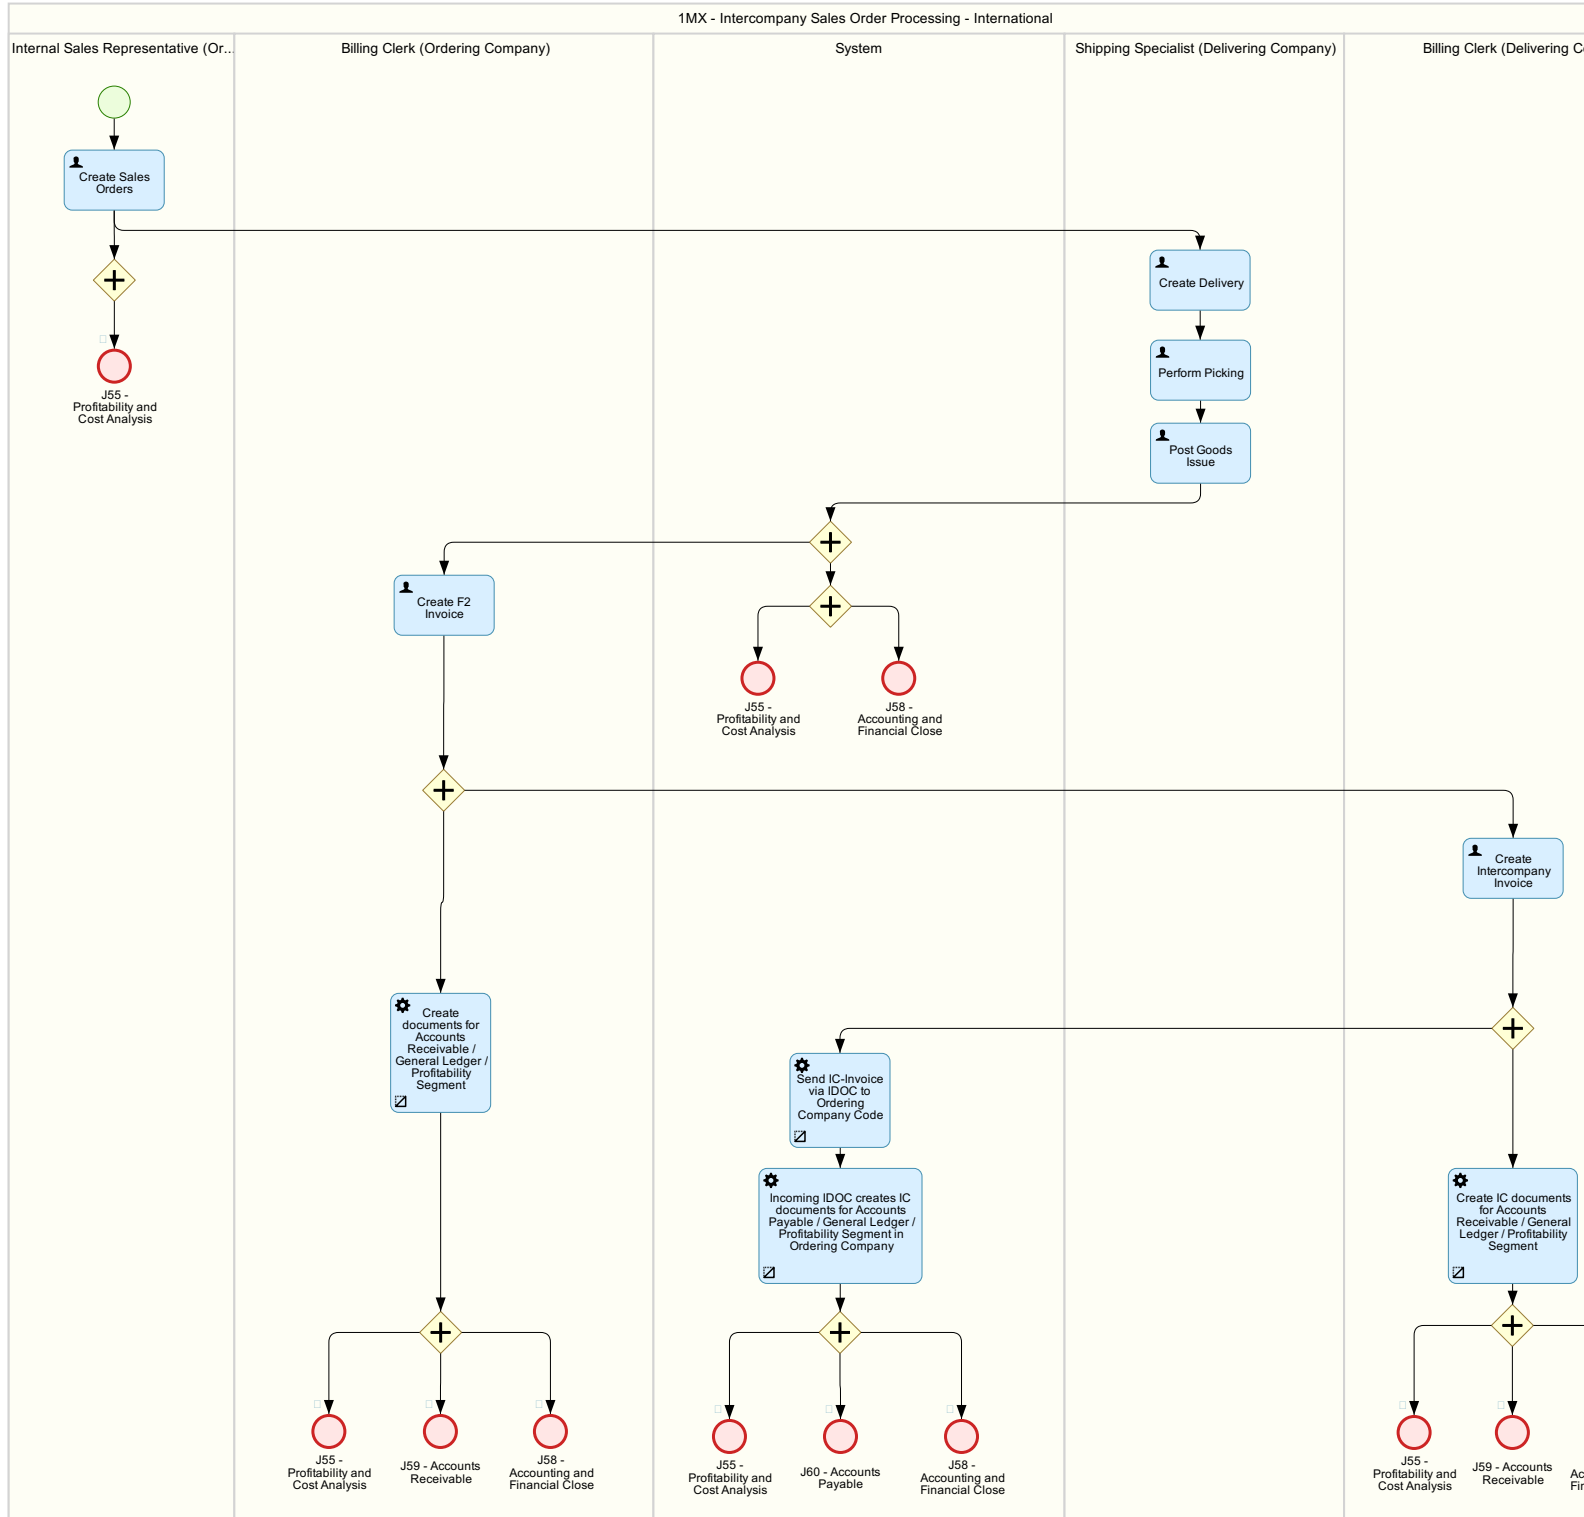 1MX - Intercompany Sales Order Processing - International
Internal Sales Representative (Or...
Billing Clerk (Ordering Company)
System
Shipping Specialist (Delivering Company)
Billing Clerk (Delivering
Create Sales
Orders
Create Delivery
J55 -
Profitability and
Cost Analysis
Perform Picking
Post Goods
Issue
Create F2
Invoice
J55 -
Profitability and
Cost Analysis
J58 -
Accounting and
Financial Close
Create
Intercompany
Invoice
Create
documents for
Accounts
Receivable /
General Ledger /
Profitability
Segment
Send IC-Invoice
via IDOC to
Ordering
Company Code
Incoming IDOC creates IC
documents for Accounts
Payable / General Ledger /
Profitability Segment in
Ordering Company
Create IC documents
for Accounts
Receivable / General
Ledger / Profitability
Segment
J55 -
Profitability and
Cost Analysis
J59 - Accounts
Receivable
J58 -
Accounting and
Financial Close
J55 -
Profitability and
Cost Analysis
J60 - Accounts
Payable
J58 -
Accounting and
Financial Close
J55 -
Profitability and
Cost Analysis
J59 - Accounts
Receivable